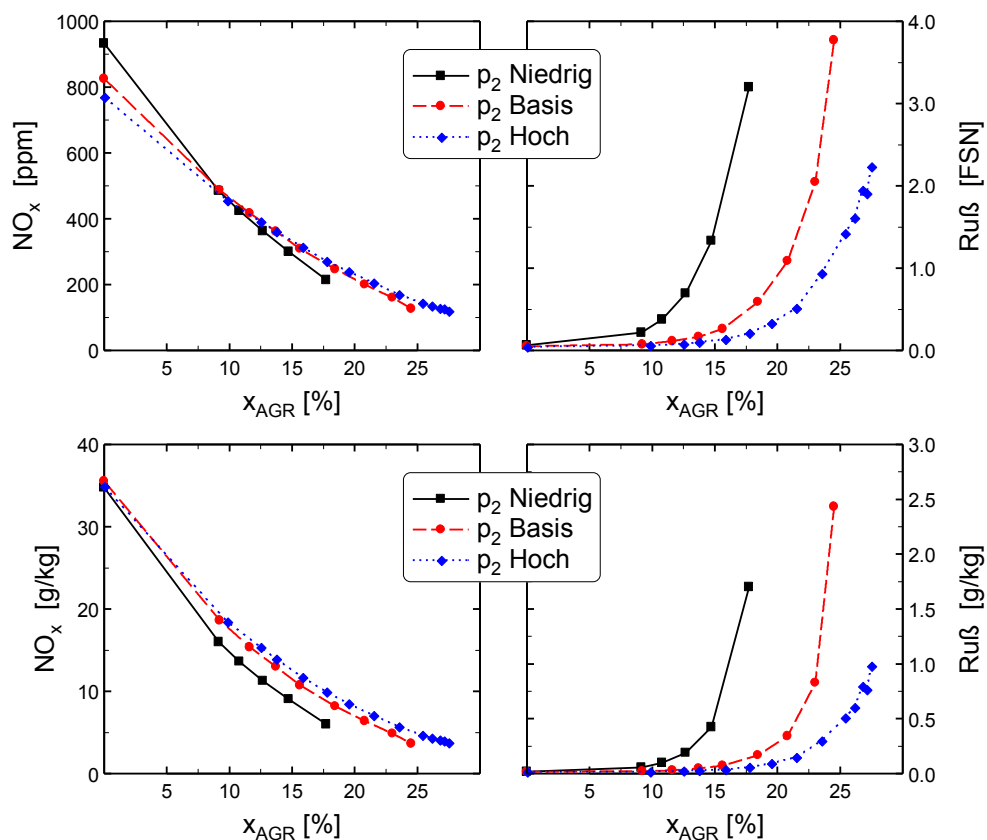 1000
800
600
400
200
0
NOx [ppm]
5 10 15 20 25
xAGR [%]
p2 Niedrig
p2 Basis
p2 Hoch
4.0
3.0
2.0
1.0
0.0
Ruß [FSN]
5 10 15 20 25
xAGR [%]
40
30
20
10
0
NOx [g/kg]
5 10 15 20 25
xAGR [%]
p2 Niedrig
p2 Basis
p2 Hoch
3.0
2.5
2.0
1.5
1.0
0.5
0.0
Ruß [g/kg]
5 10 15 20 25
xAGR [%]